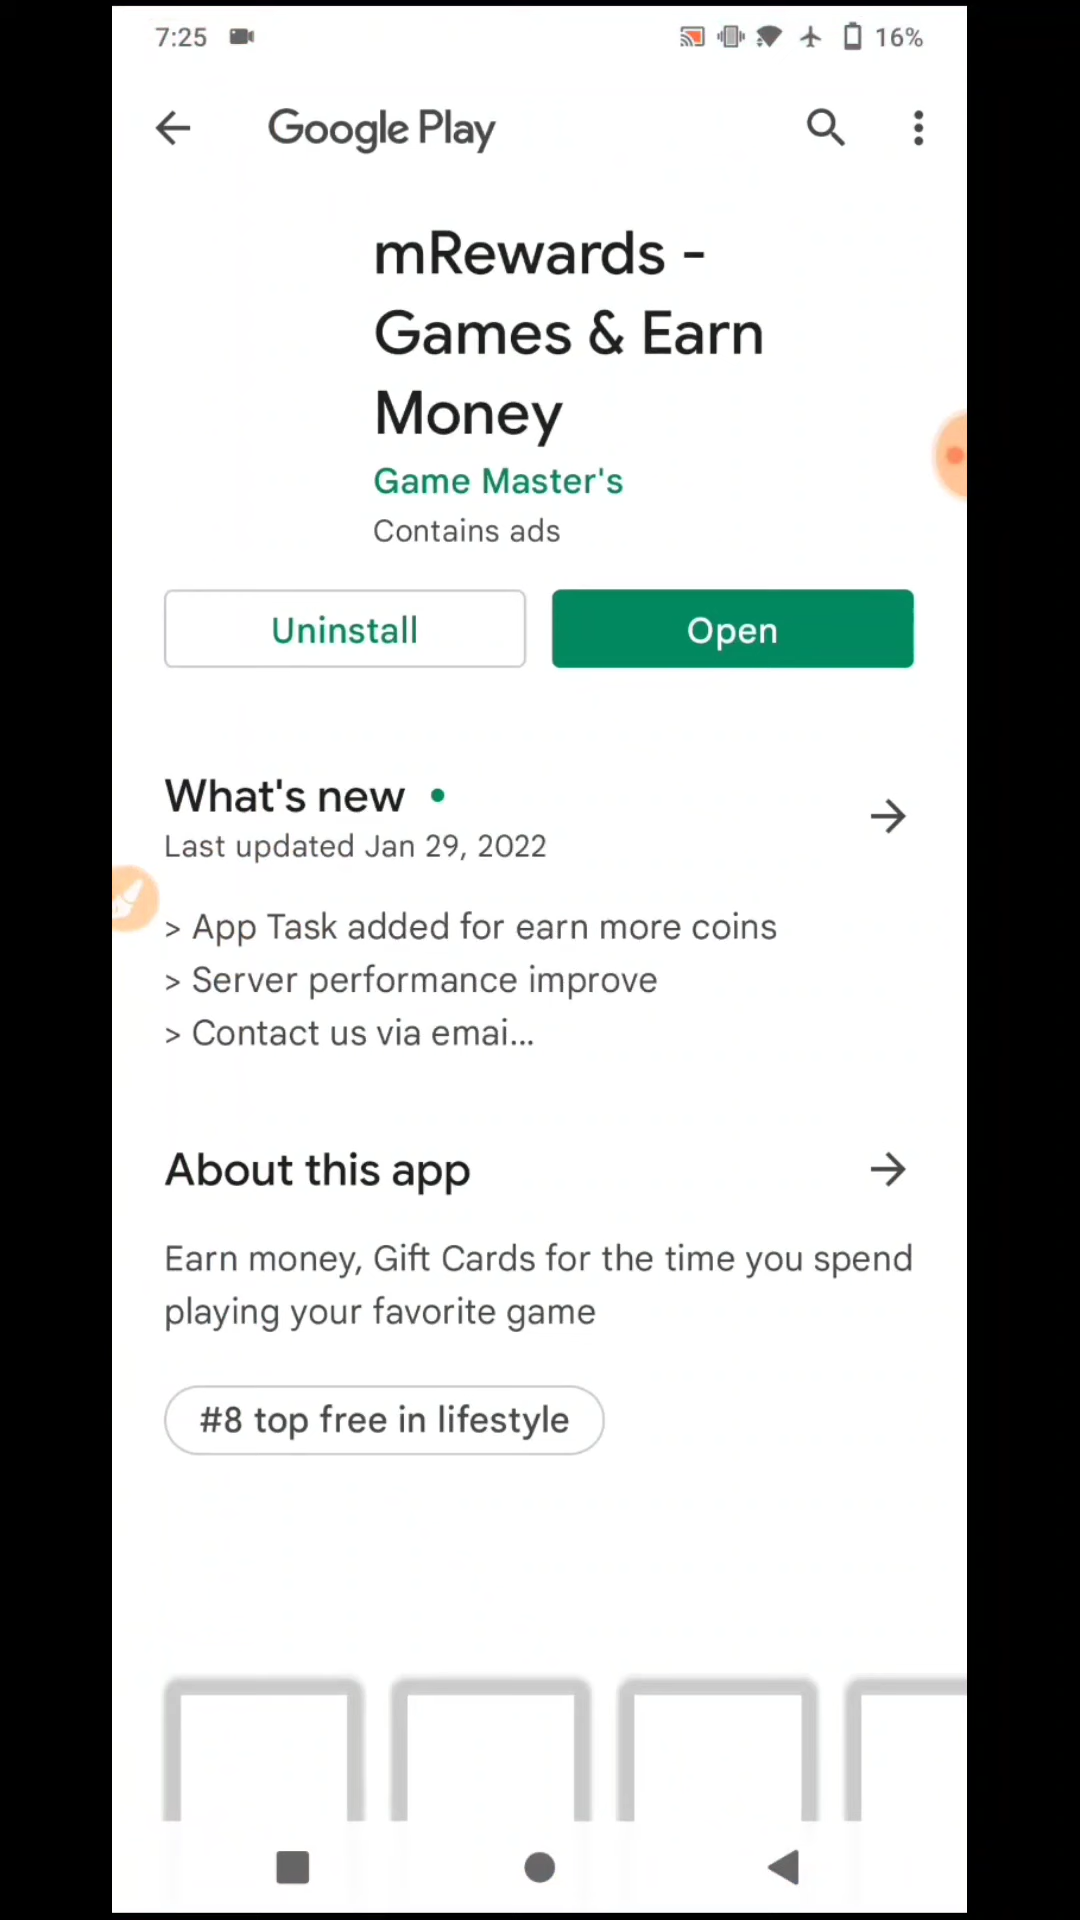 7:25
16%
Google Play
mRewards -
Games & Earn
Money
Game Master's
Contains ads
Uninstall
Open
What's new
Last updated Jan 29, 2022
> App Task added for earn more coins
> Server performance improve
> Contact us via emai...
About this app
Earn money, Gift Cards for the time you spend
playing your favorite game
#8 top free in lifestyle